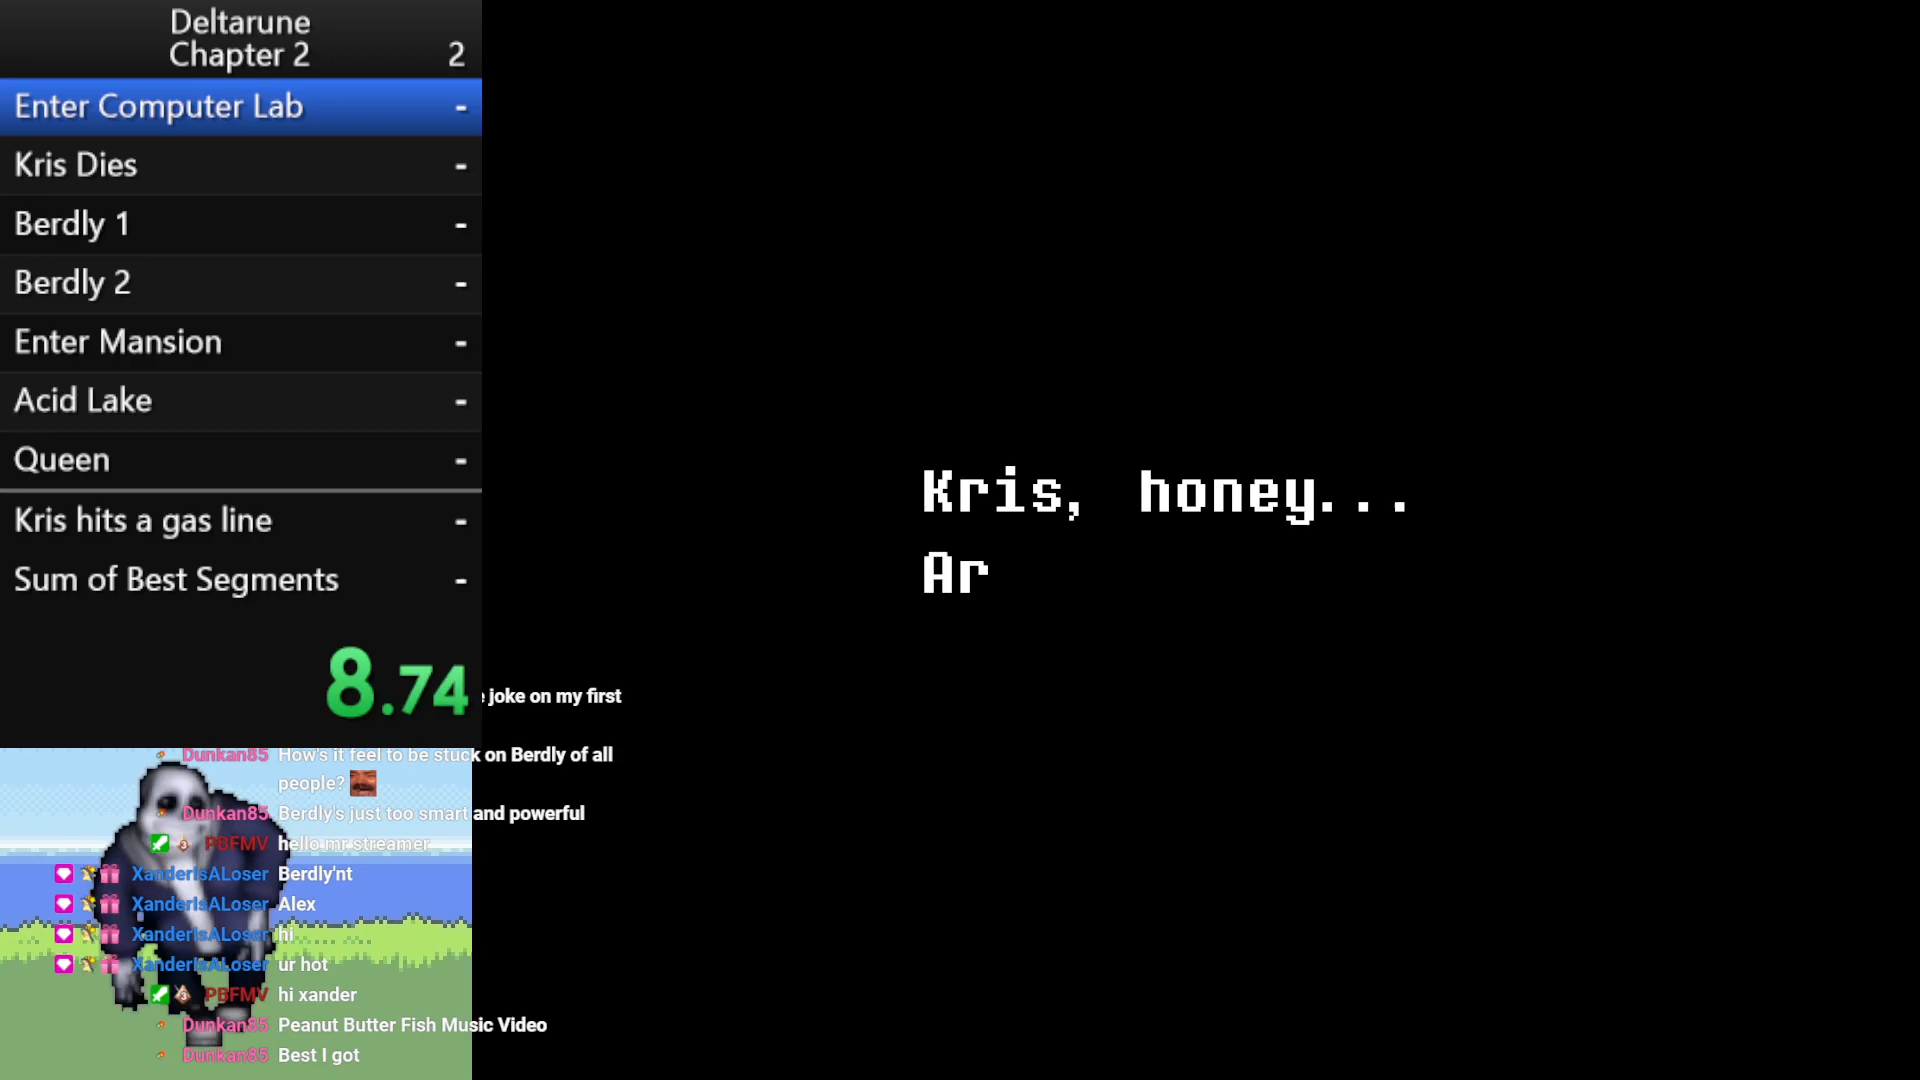 Deltarune
Chapter 2 2
Enter Computer Lab -
Kris Dies -
Berdly 1 -
Berdly 2 -
Enter Mansion -
Acid Lake -
Queen -
Kris hits a gas line -
Sum of Best Segments -
8.74
Kris, honey...
Ar
joke on my first
Dunkan85 How's it feel to be stuck on Berdly of all
people?
Dunkan85 Berdly's just too smart and powerful
PBFMV hello mr streamer
XanderIsALoser Berdly'nt
XanderIsALoser Alex
XanderIsALoser hi
XanderIsALoser ur hot
PBFMV hi xander
Dunkan85 Peanut Butter Fish Music Video
Dunkan85 Best I got